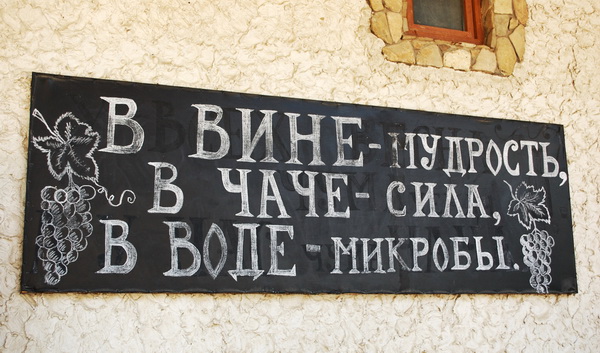 В ВИНЕ - МУДРОСТЬ,
В ЧАЧЕ - СИЛА,
В ВОДЕ - МИКРОБЫ.